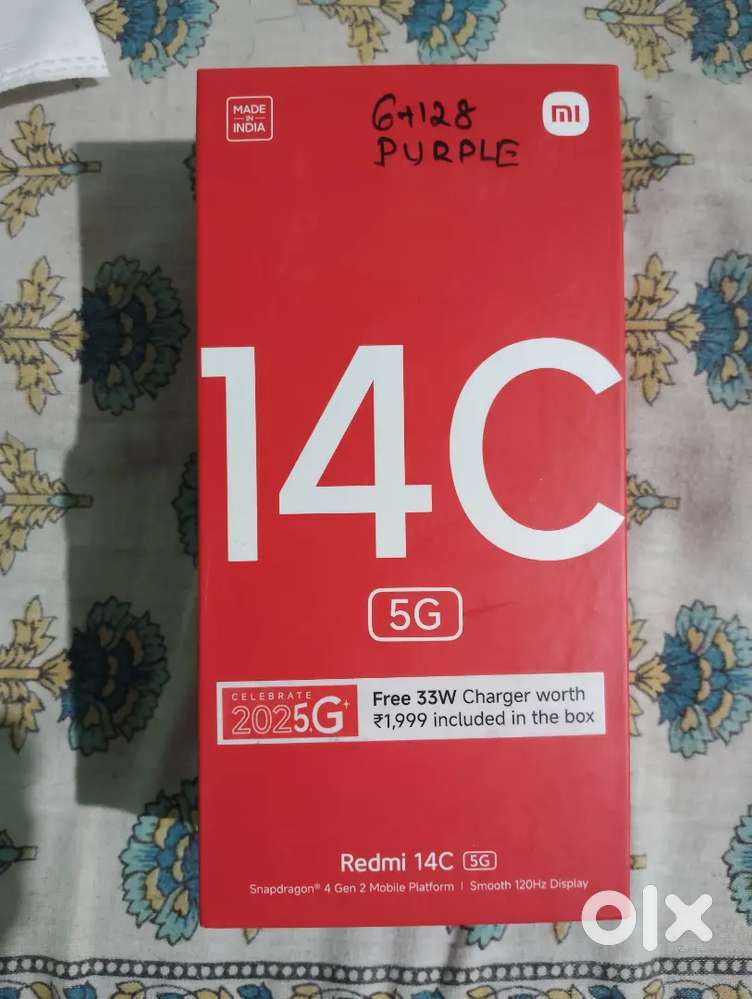 MADE
IN
INDIA
6+128
PURPLE
mi
14C
5G
CELEBRATE
2025G+
Free 33W Charger worth
₹1,999 included in the box
Redmi 14C 5G
Snapdragon® 4 Gen 2 Mobile Platform | Smooth 120Hz Display
olx